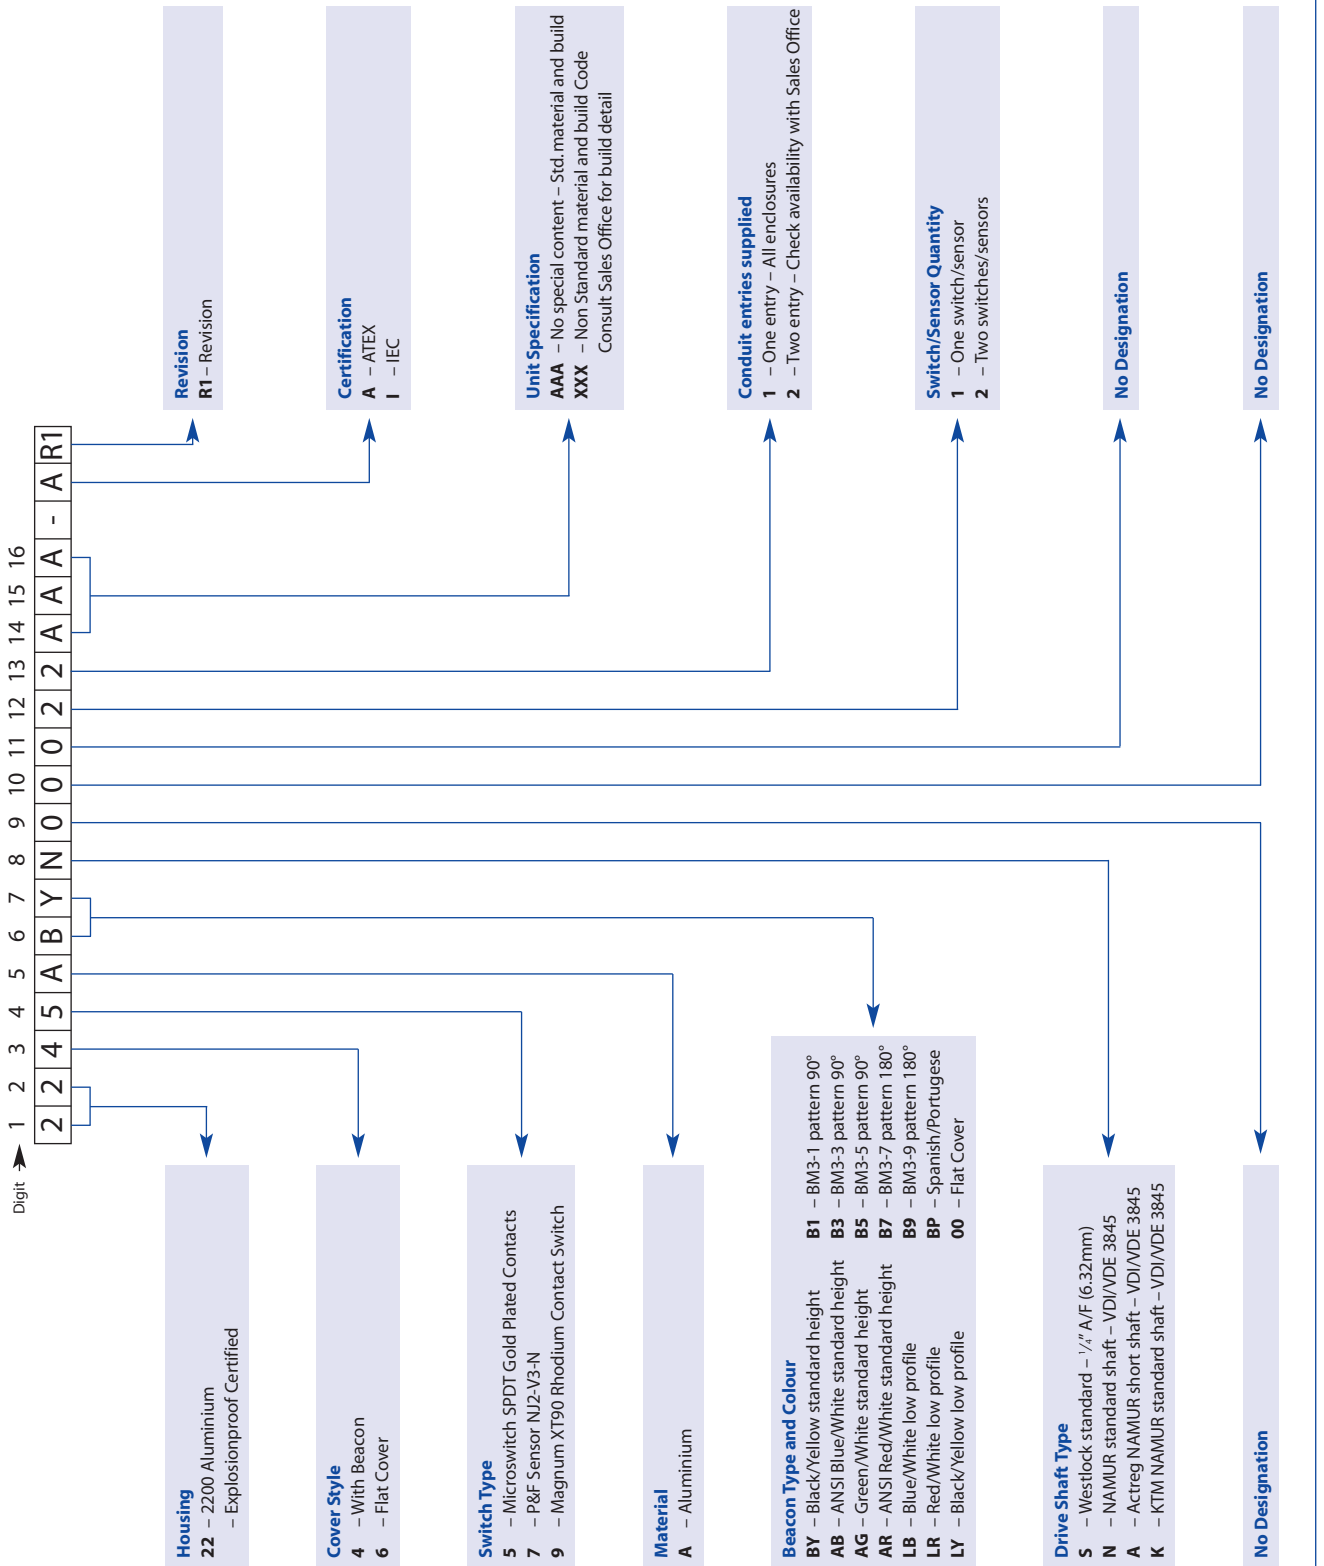 Digit
1 2 3 4 5 6 7 8 9 10 11 12 13 14 15 16
2 2 4 5 A B Y N 0 0 0 2 2 A A A - A R1
Housing
22 – 2200 Aluminium
– Explosionproof Certified
Cover Style
4 – With Beacon
6 – Flat Cover
Switch Type
5 – Microswitch SPDT Gold Plated Contacts
7 – P&F Sensor NJ2-V3-N
9 – Magnum XT90 Rhodium Contact Switch
Material
A – Aluminium
Beacon Type and Colour
BY – Black/Yellow standard height B1 – BM3-1 pattern 90°
AB – ANSI Blue/White standard height B3 – BM3-3 pattern 90°
AG – Green/White standard height B5 – BM3-5 pattern 90°
AR – ANSI Red/White standard height B7 – BM3-7 pattern 180°
LB – Blue/White low profile B9 – BM3-9 pattern 180°
LR – Red/White low profile BP – Spanish/Portugese
LY – Black/Yellow low profile 00 – Flat Cover
Drive Shaft Type
S – Westlock standard – 1/4" A/F (6.32mm)
N – NAMUR standard shaft – VDI/VDE 3845
A – Actreg NAMUR short shaft – VDI/VDE 3845
K – KTM NAMUR standard shaft – VDI/VDE 3845
No Designation
Revision
R1 – Revision
Certification
A – ATEX
I – IEC
Unit Specification
AAA – No special content – Std. material and build
XXX – Non Standard material and build Code
Consult Sales Office for build detail
Conduit entries supplied
1 – One entry – All enclosures
2 – Two entry – Check availability with Sales Office
Switch/Sensor Quantity
1 – One switch/sensor
2 – Two switches/sensors
No Designation
No Designation